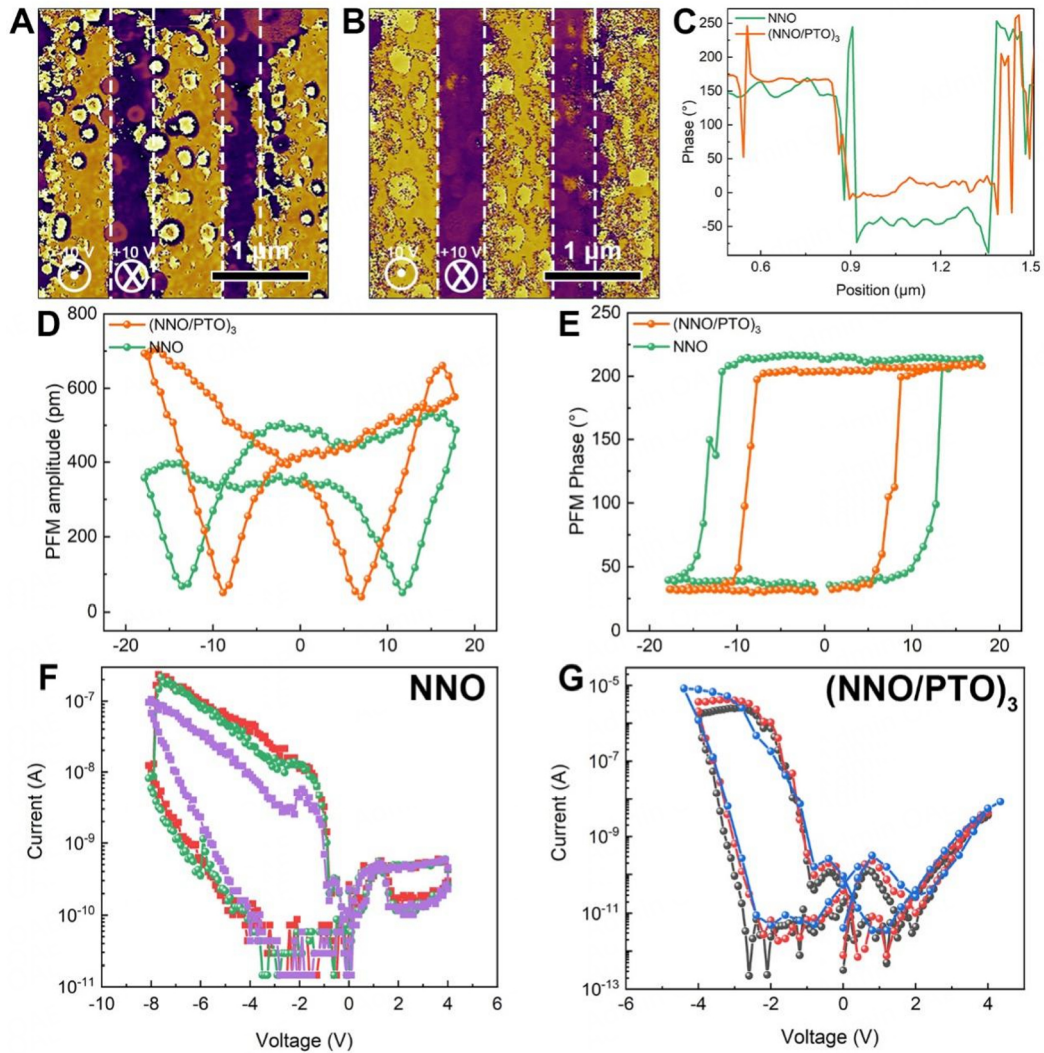 A
-10 V
+10 V
1 μm
B
-10 V
+10 V
1 μm
C
NNO
(NNO/PTO)3
250
200
150
100
50
0
-50
Phase (°)
0.6
0.9
1.2
1.5
Position (μm)
D
(NNO/PTO)3
NNO
800
600
400
200
0
PFM amplitude (pm)
-20
-10
0
10
20
E
(NNO/PTO)3
NNO
250
200
150
100
50
0
PFM Phase (°)
-20
-10
0
10
20
F
NNO
10-7
10-8
10-9
10-10
10-11
Current (A)
-10
-8
-6
-4
-2
0
2
4
Voltage (V)
G
(NNO/PTO)3
10-5
10-7
10-9
10-11
10-13
Current (A)
-6
-4
-2
0
2
4
Voltage (V)